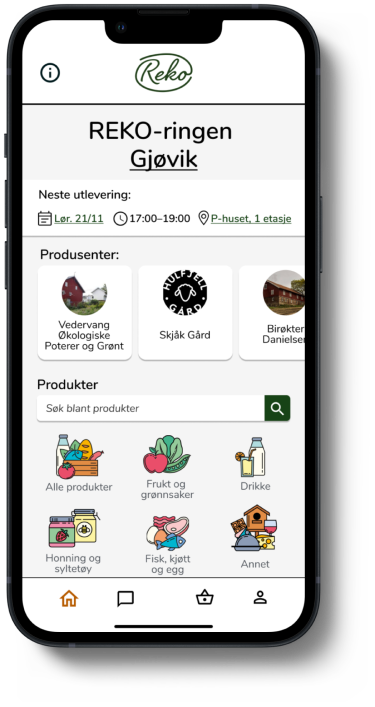 Reko
REKO-ringen
Gjøvik
Neste utlevering:
Lør. 21/11 17:00–19:00 P-huset, 1 etasje
Produsenter:
HULFJELL
GÅRD
Vedervang
Økologiske
Poterer og Grønt
Skjåk Gård
Birøkter
Danielsen
Produkter
Søk blant produkter
Alle produkter
Frukt og
grønnsaker
Drikke
Honning og
syltetøy
Fisk, kjøtt
og egg
Annet